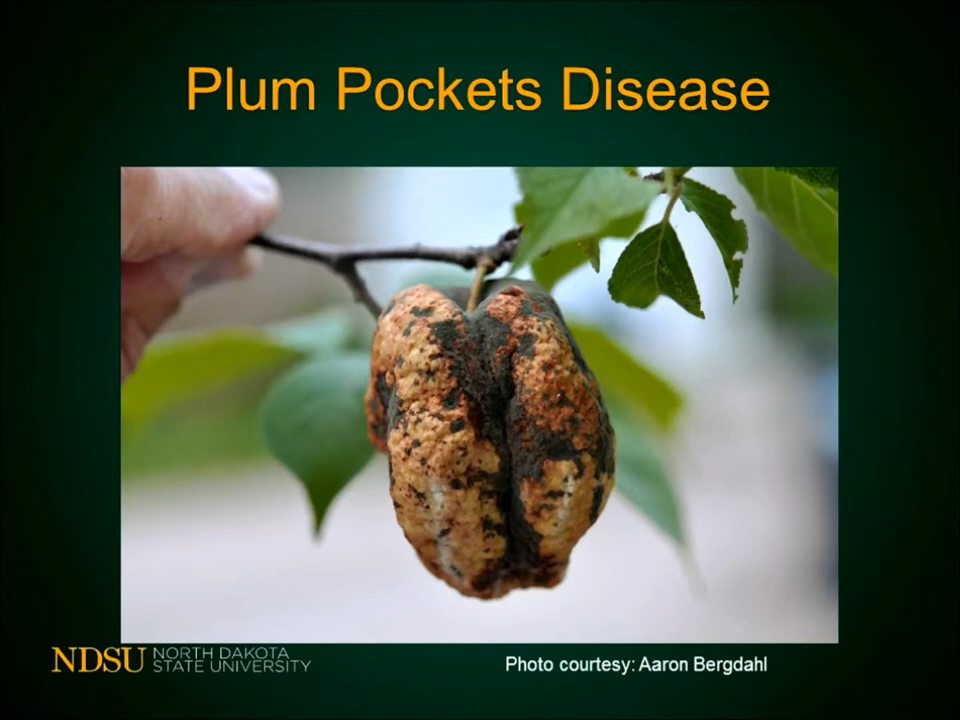 Plum Pockets Disease
NDSU NORTH DAKOTA
STATE UNIVERSITY
Photo courtesy: Aaron Bergdahl